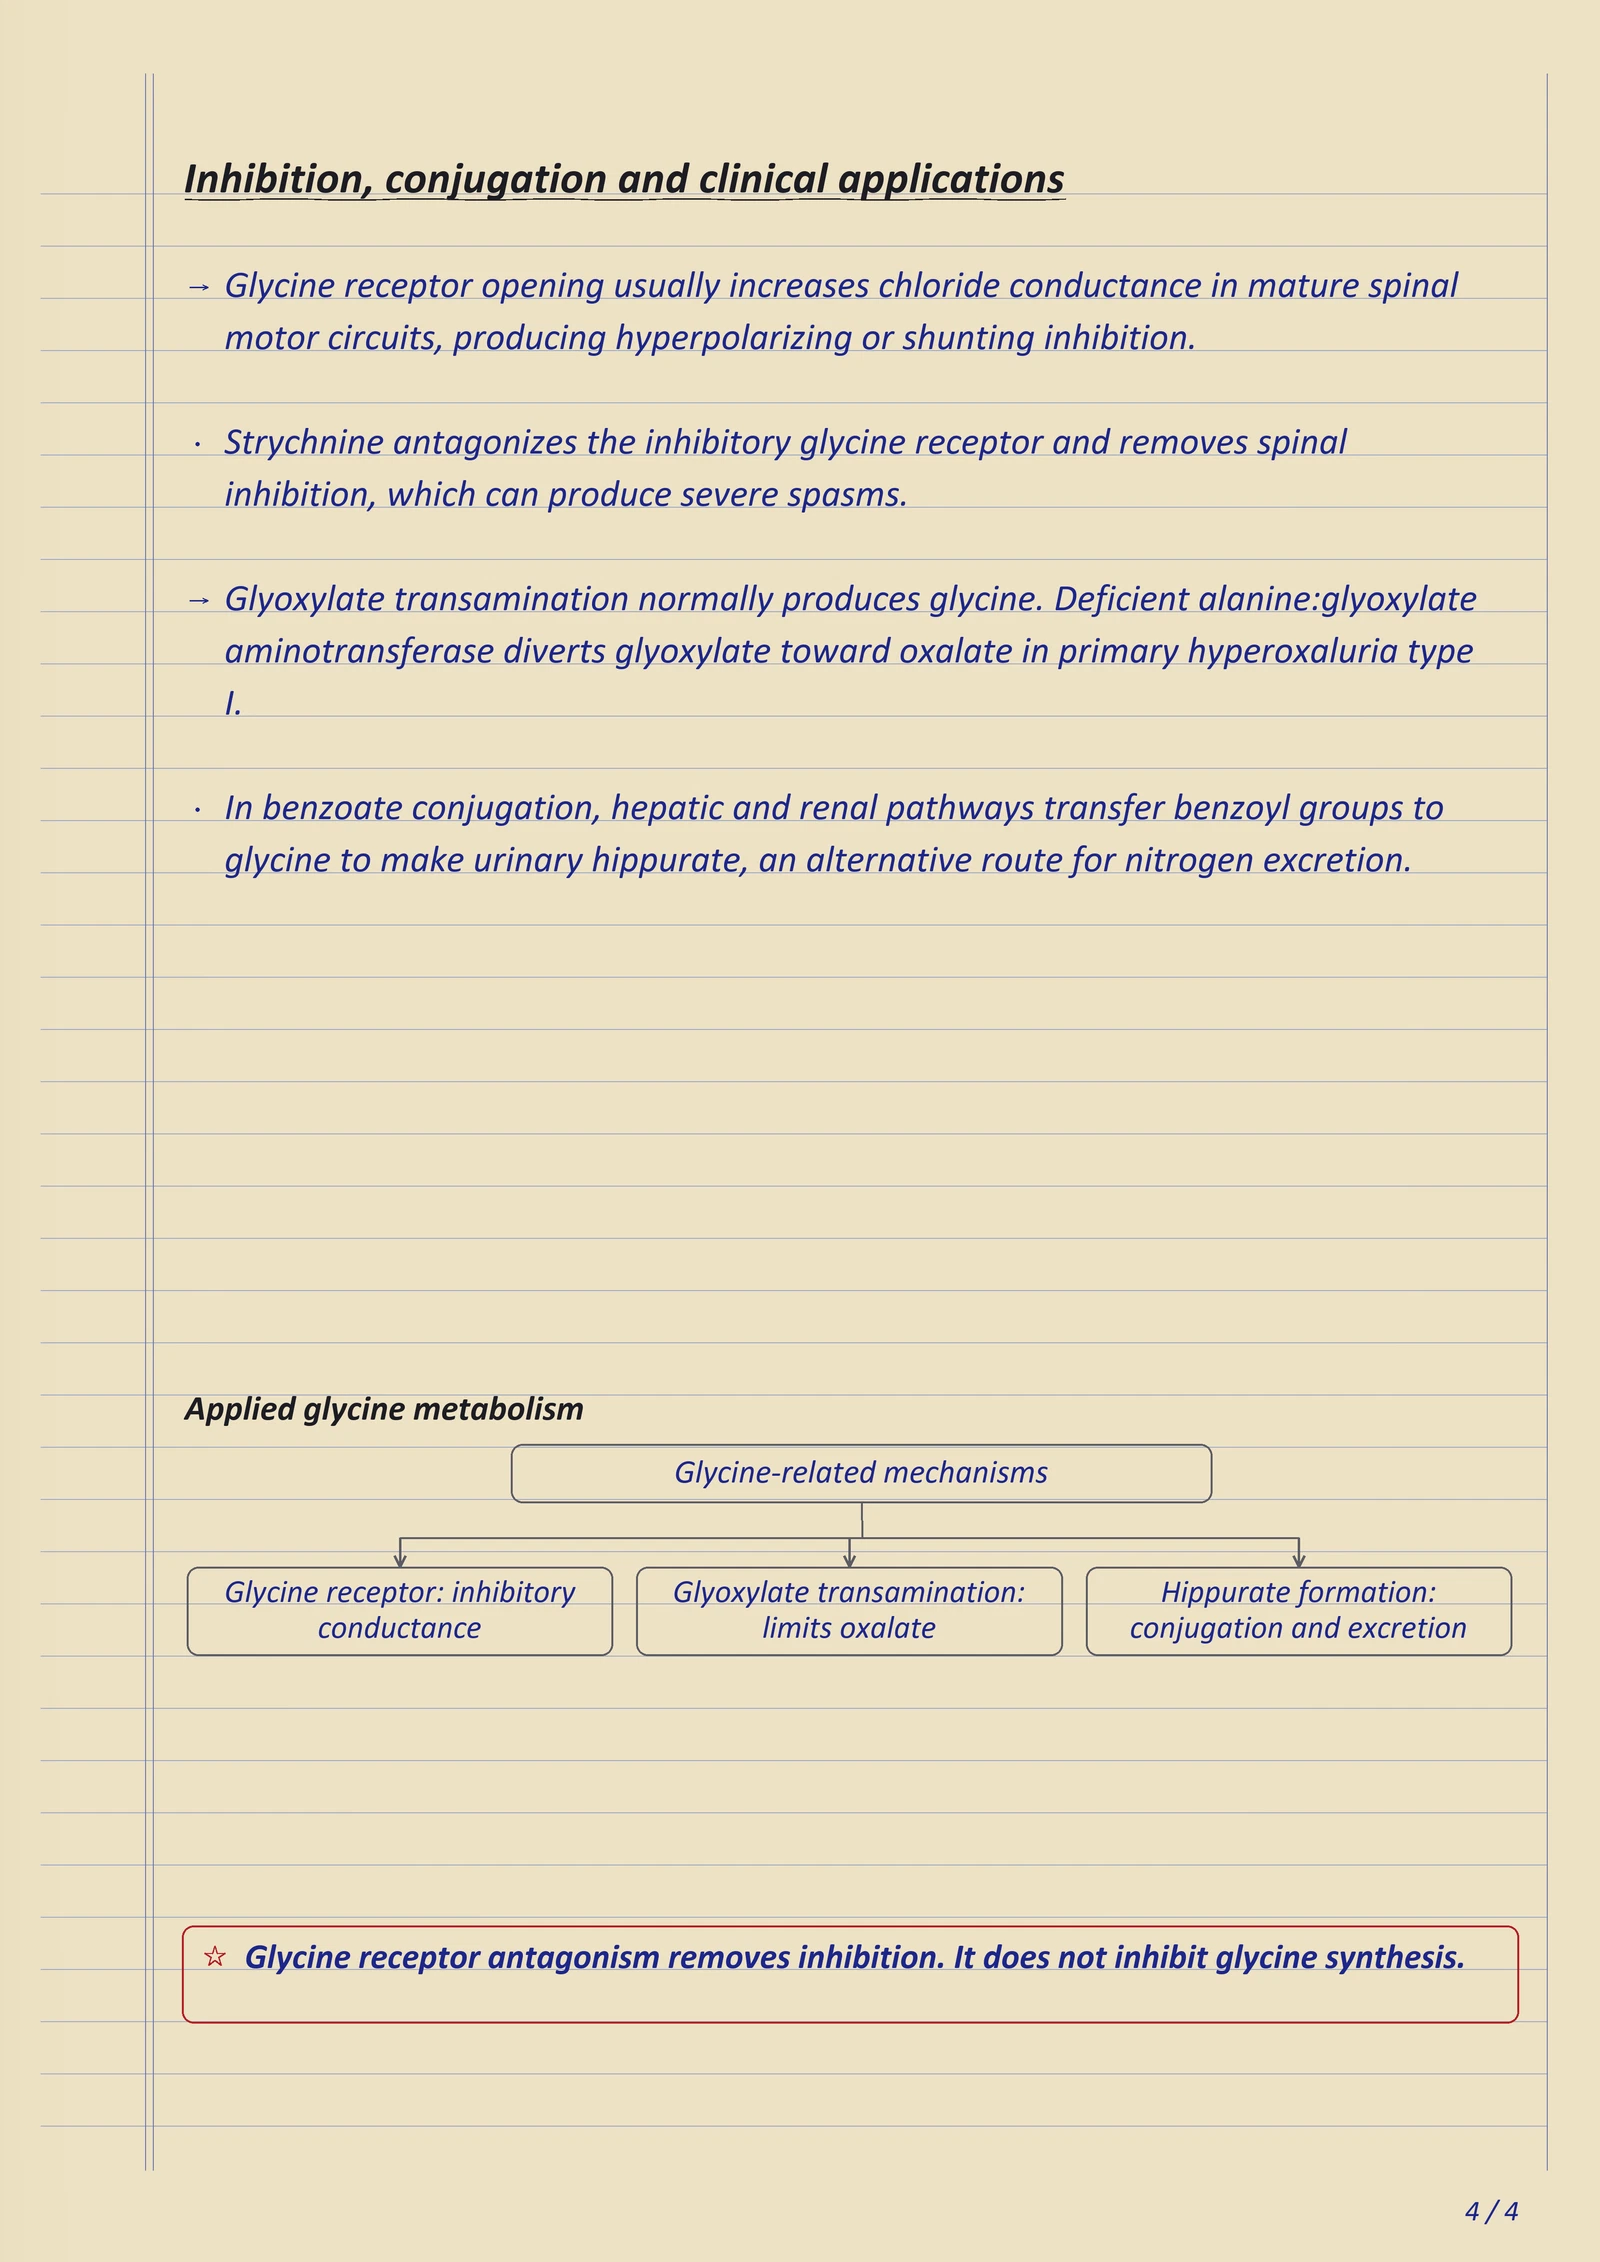 Inhibition, conjugation and clinical applications
→ Glycine receptor opening usually increases chloride conductance in mature spinal
motor circuits, producing hyperpolarizing or shunting inhibition.
· Strychnine antagonizes the inhibitory glycine receptor and removes spinal
inhibition, which can produce severe spasms.
→ Glyoxylate transamination normally produces glycine. Deficient alanine:glyoxylate
aminotransferase diverts glyoxylate toward oxalate in primary hyperoxaluria type
I.
· In benzoate conjugation, hepatic and renal pathways transfer benzoyl groups to
glycine to make urinary hippurate, an alternative route for nitrogen excretion.
Applied glycine metabolism
Glycine-related mechanisms
Glycine receptor: inhibitory
conductance
Glyoxylate transamination:
limits oxalate
Hippurate formation:
conjugation and excretion
☆ Glycine receptor antagonism removes inhibition. It does not inhibit glycine synthesis.
4 / 4